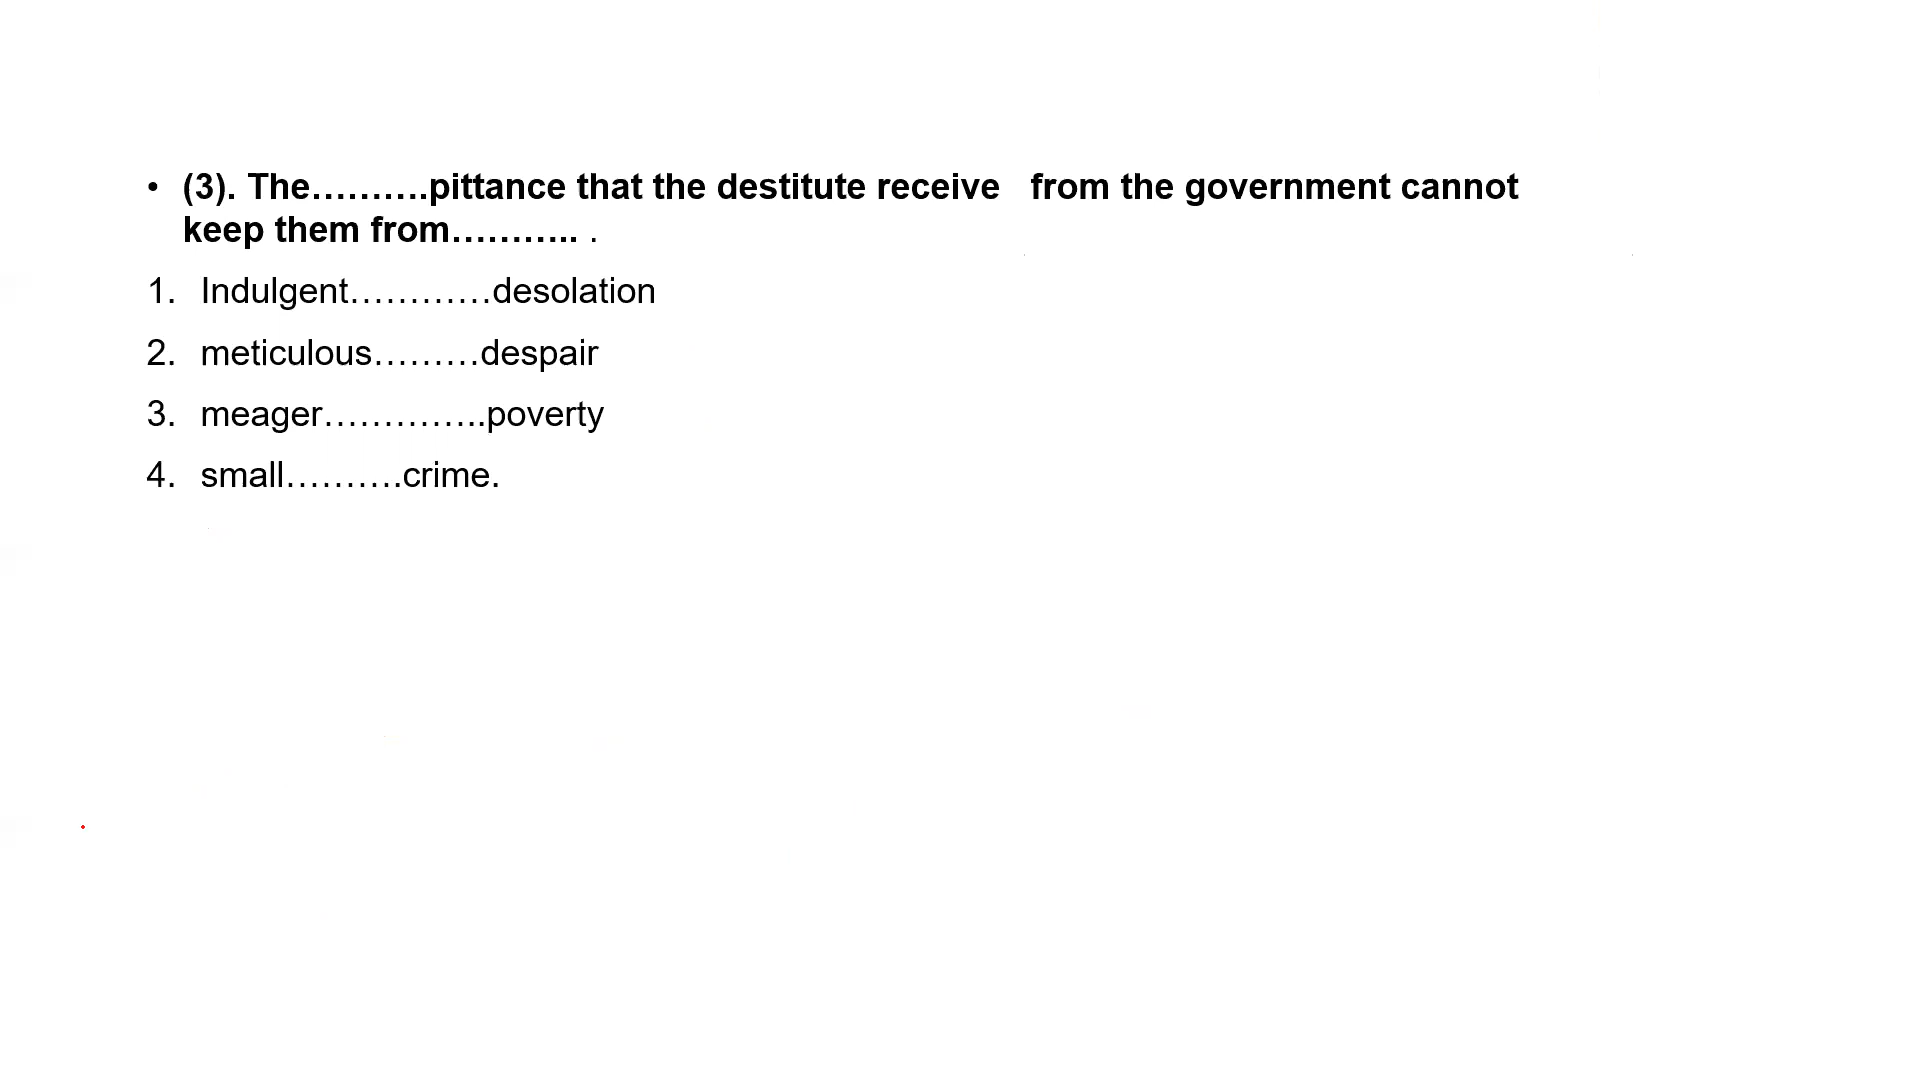 • (3). The……….pittance that the destitute receive   from the government cannot
keep them from……….. .
1. Indulgent…………desolation
2. meticulous………despair
3. meager…………..poverty
4. small……….crime.